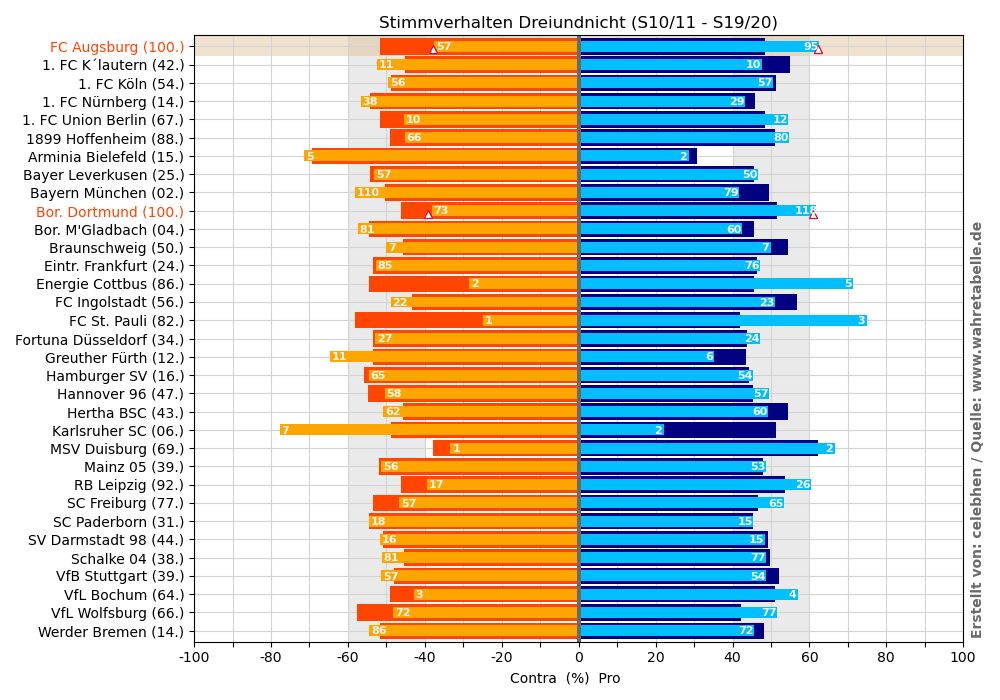 Stimmverhalten Dreiundnicht (S10/11 - S19/20)
FC Augsburg (100.) 57 95
1. FC K´lautern (42.) 11 10
1. FC Köln (54.) 56 57
1. FC Nürnberg (14.) 38 29
1. FC Union Berlin (67.) 10 12
1899 Hoffenheim (88.) 66 80
Arminia Bielefeld (15.) 5 2
Bayer Leverkusen (25.) 57 50
Bayern München (02.) 110 79
Bor. Dortmund (100.) 73 118
Bor. M'Gladbach (04.) 81 60
Braunschweig (50.) 7 7
Eintr. Frankfurt (24.) 85 76
Energie Cottbus (86.) 2 5
FC Ingolstadt (56.) 22 23
FC St. Pauli (82.) 1 3
Fortuna Düsseldorf (34.) 27 24
Greuther Fürth (12.) 11 6
Hamburger SV (16.) 65 54
Hannover 96 (47.) 58 57
Hertha BSC (43.) 62 60
Karlsruher SC (06.) 7 2
MSV Duisburg (69.) 1 2
Mainz 05 (39.) 56 53
RB Leipzig (92.) 17 26
SC Freiburg (77.) 57 65
SC Paderborn (31.) 18 15
SV Darmstadt 98 (44.) 16 15
Schalke 04 (38.) 81 77
VfB Stuttgart (39.) 57 54
VfL Bochum (64.) 3 4
VfL Wolfsburg (66.) 72 77
Werder Bremen (14.) 86 72
-100 -80 -60 -40 -20 0 20 40 60 80 100
Contra (%) Pro
Erstellt von: celebhen / Quelle: www.wahretabelle.de